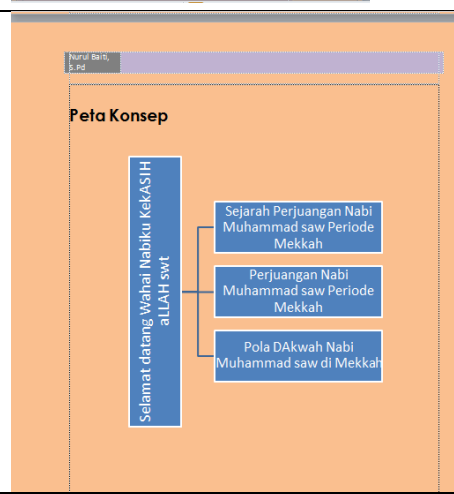 Nurul Baiti,
S.Pd
Peta Konsep
Selamat datang Wahai Nabiku KekASIH
aLLAH swt
Sejarah Perjuangan Nabi
Muhammad saw Periode
Mekkah
Perjuangan Nabi
Muhammad saw Periode
Mekkah
Pola DAkwah Nabi
Muhammad saw di Mekkah